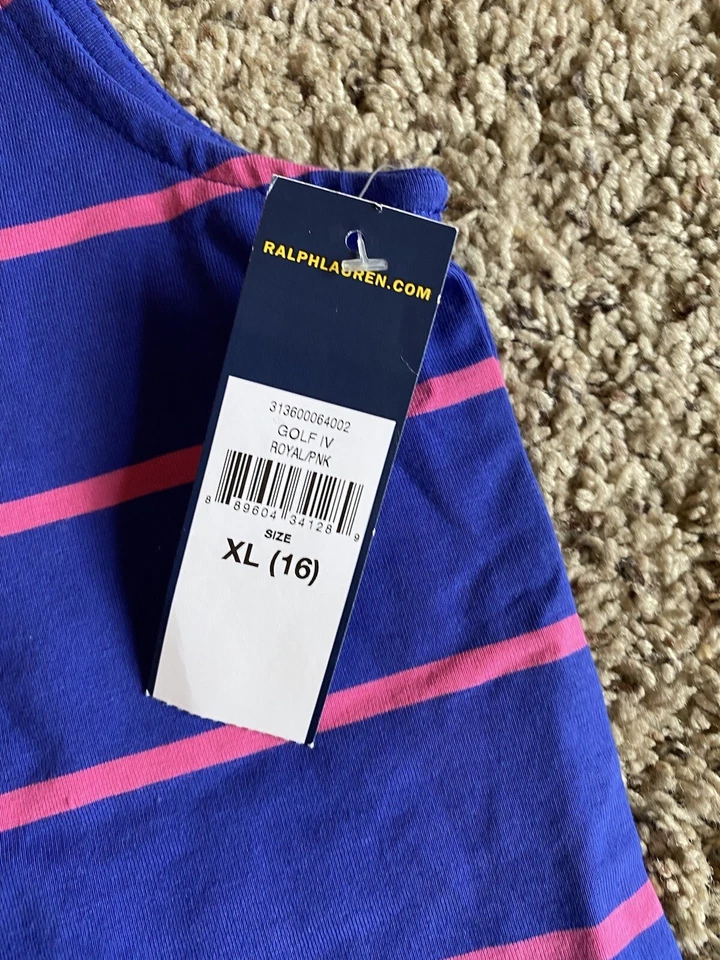 RALPHLAUREN.COM
313600064002
GOLF IV
ROYAL/PNK
8 89604 34128 9
SIZE
XL (16)